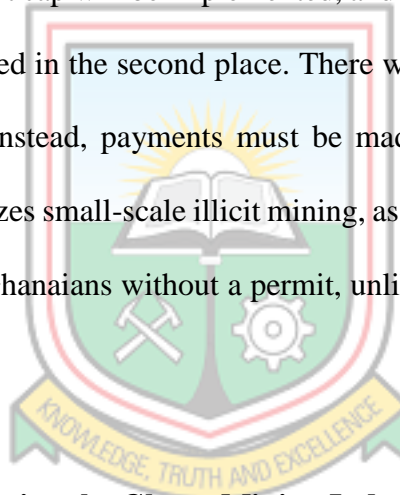 ed in the second place. There w
nstead, payments must be mad
zes small-scale illicit mining, as
hanaians without a permit, unli
KNOWLEDGE, TRUTH AND EXCELLENCE